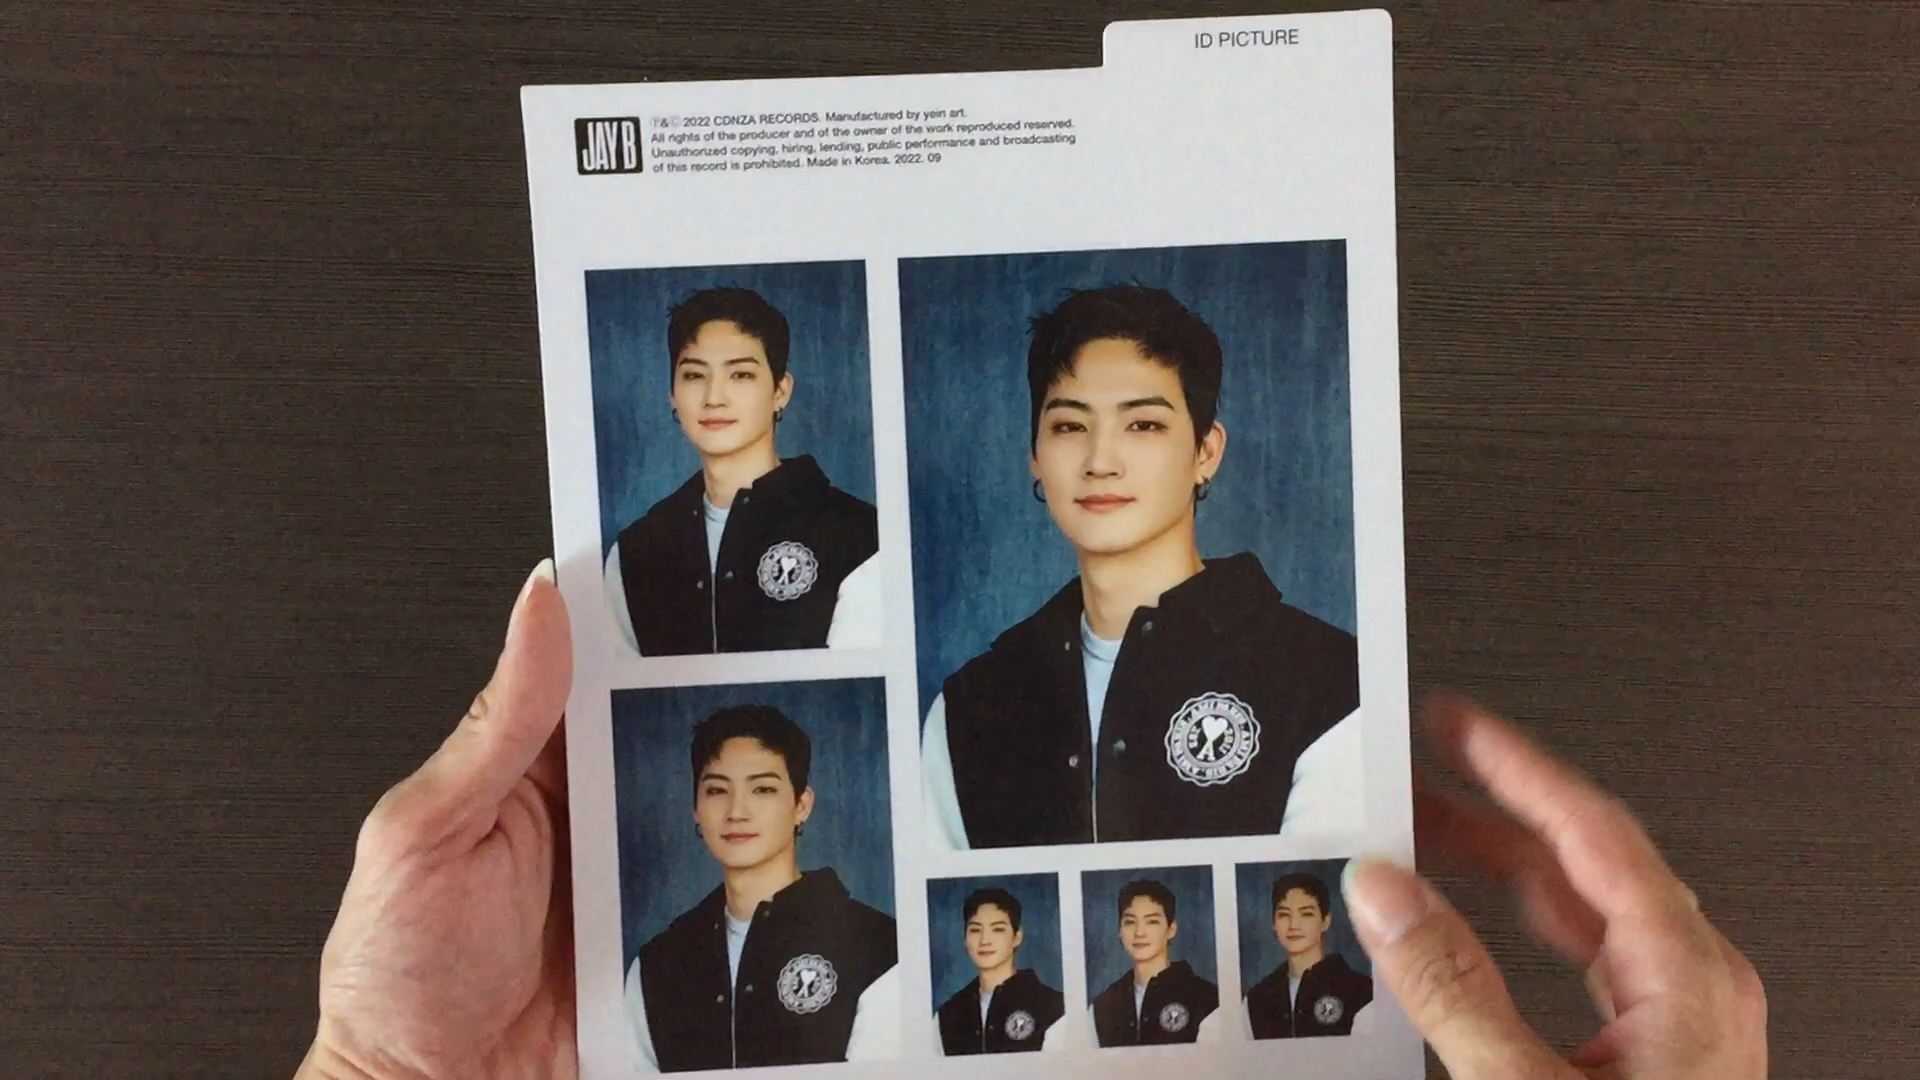 ID PICTURE
JAY B
℗&© 2022 CDNZA RECORDS. Manufactured by yein art.
All rights of the producer and of the owner of the work reproduced reserved.
Unauthorized copying, hiring, lending, public performance and broadcasting
of this record is prohibited. Made in Korea. 2022. 09
AMI PARIS